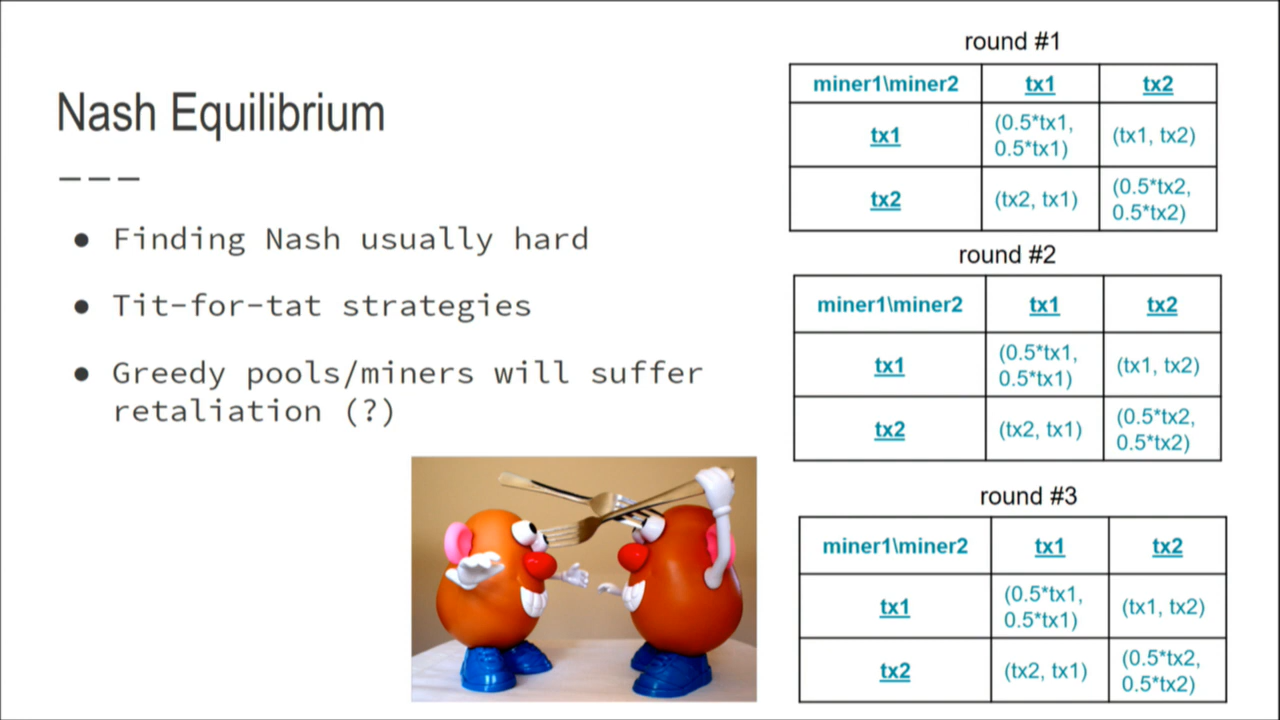 Nash Equilibrium
– – –
● Finding Nash usually hard
● Tit-for-tat strategies
● Greedy pools/miners will suffer
retaliation (?)
round #1
miner1\miner2 tx1 tx2
tx1 (0.5*tx1, 0.5*tx1) (tx1, tx2)
tx2 (tx2, tx1) (0.5*tx2, 0.5*tx2)
round #2
miner1\miner2 tx1 tx2
tx1 (0.5*tx1, 0.5*tx1) (tx1, tx2)
tx2 (tx2, tx1) (0.5*tx2, 0.5*tx2)
round #3
miner1\miner2 tx1 tx2
tx1 (0.5*tx1, 0.5*tx1) (tx1, tx2)
tx2 (tx2, tx1) (0.5*tx2, 0.5*tx2)